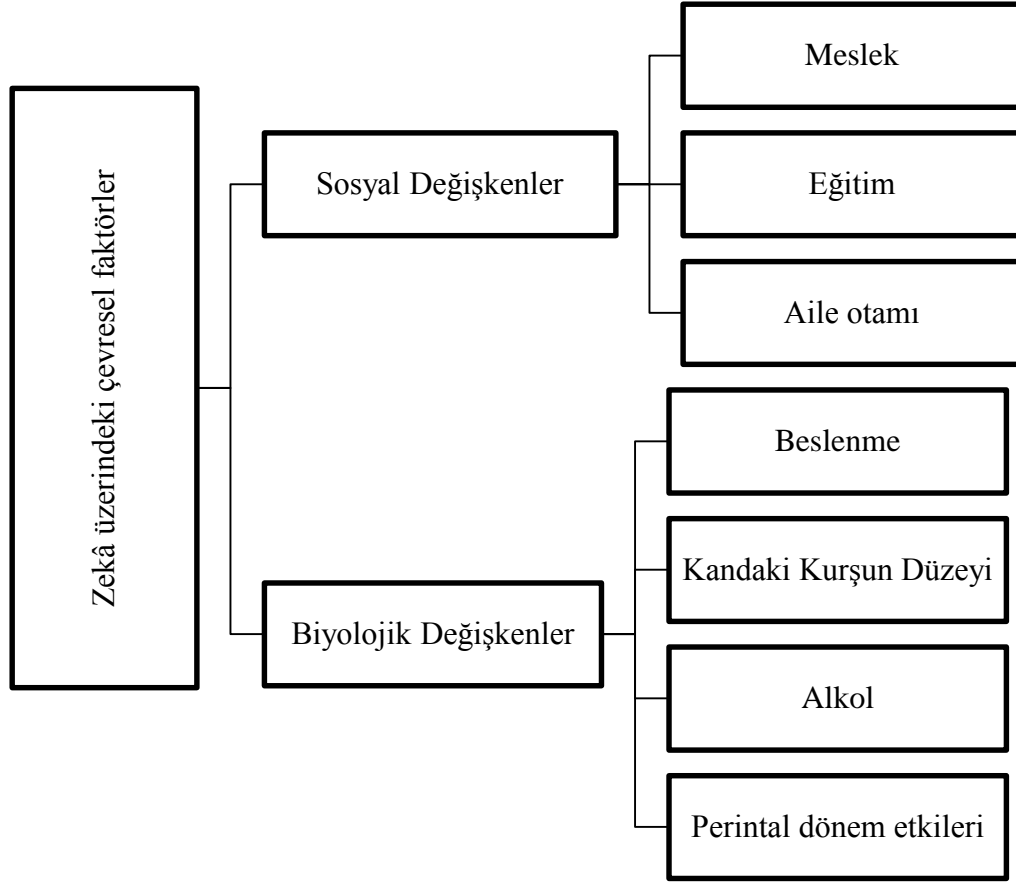 Zekâ üzerindeki çevresel faktörler
Sosyal Değişkenler
Meslek
Eğitim
Aile otamı
Biyolojik Değişkenler
Beslenme
Kandaki Kurşun Düzeyi
Alkol
Perintal dönem etkileri